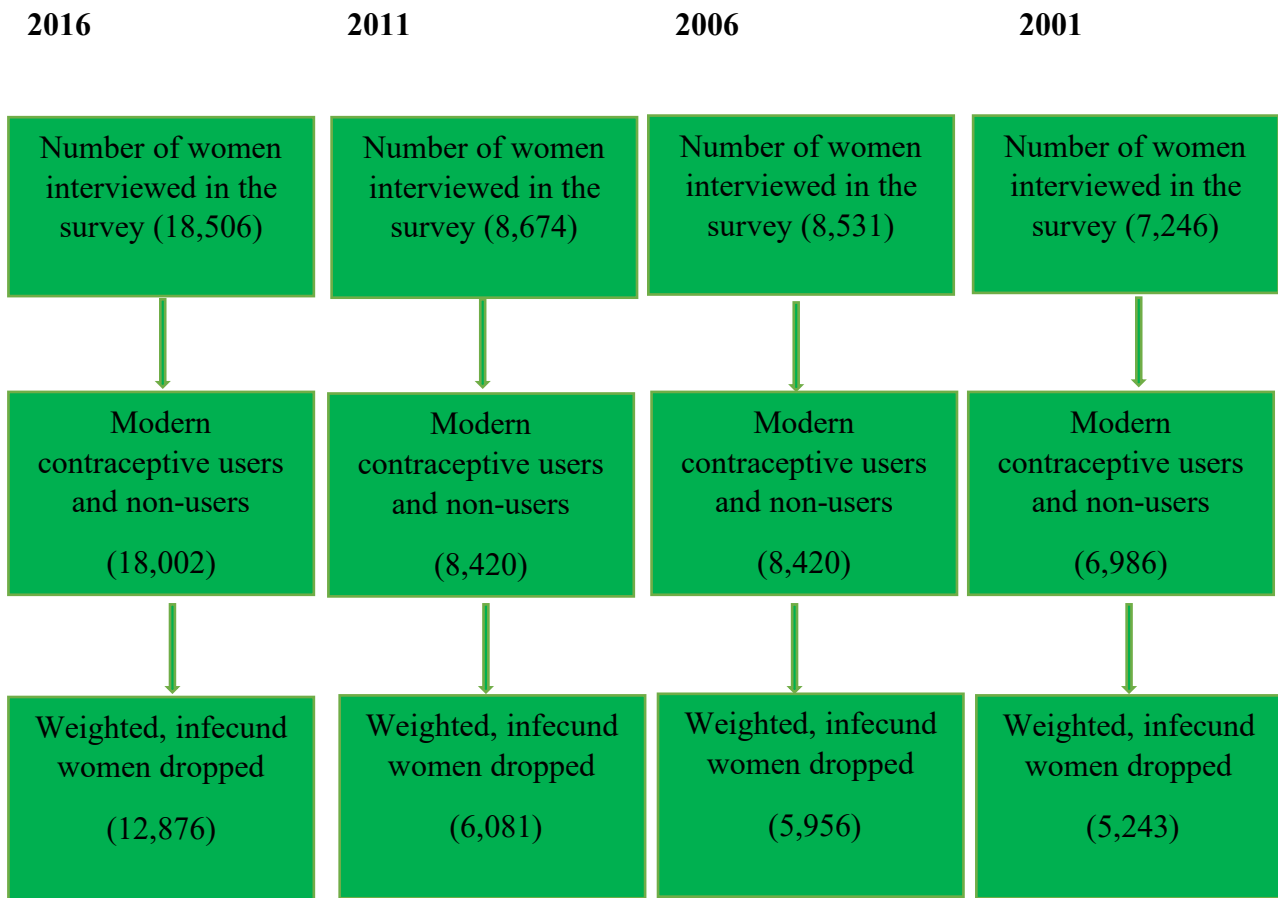 2016
2011
2006
2001
Number of women
interviewed in the
survey (18,506)
Number of women
interviewed in the
survey (8,674)
Number of women
interviewed in the
survey (8,531)
Number of women
interviewed in the
survey (7,246)
Modern
contraceptive users
and non-users
(18,002)
Modern
contraceptive users
and non-users
(8,420)
Modern
contraceptive users
and non-users
(8,420)
Modern
contraceptive users
and non-users
(6,986)
Weighted, infecund
women dropped
(12,876)
Weighted, infecund
women dropped
(6,081)
Weighted, infecund
women dropped
(5,956)
Weighted, infecund
women dropped
(5,243)